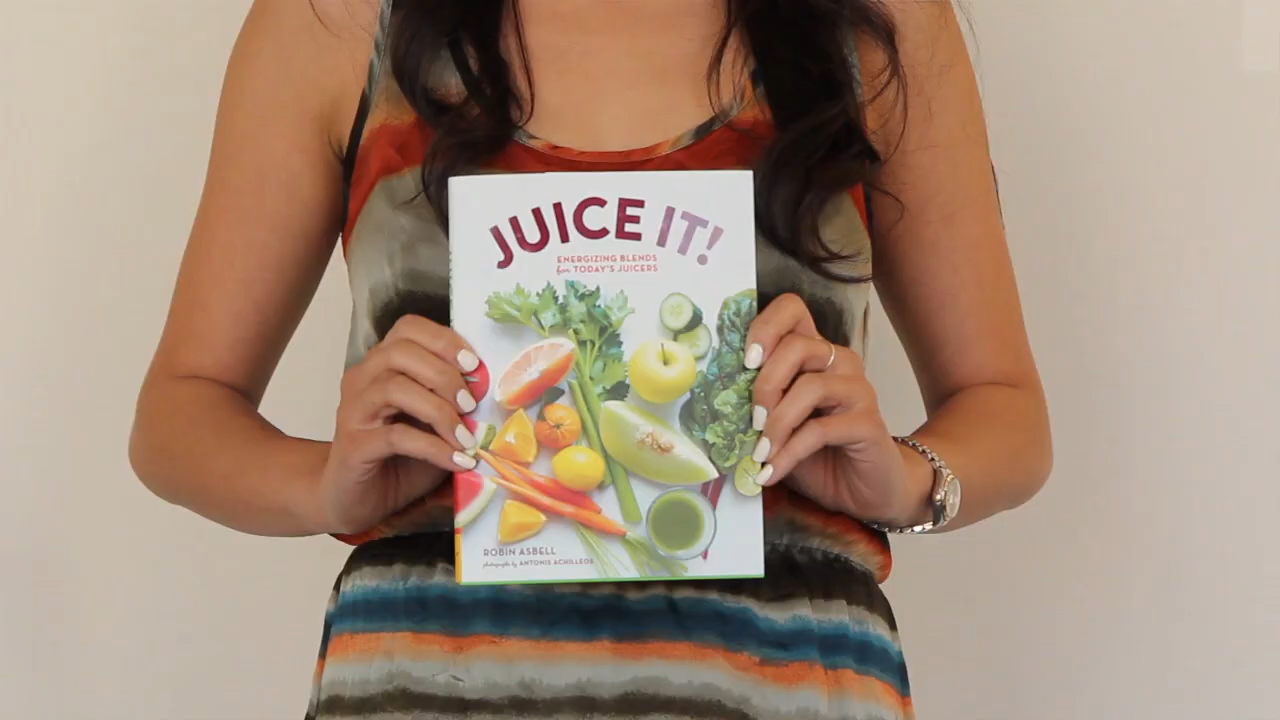 JUICE IT!
ENERGIZING BLENDS
for TODAY'S JUICERS
ROBIN ASBELL
photographs by ANTONIS ACHILLEOS